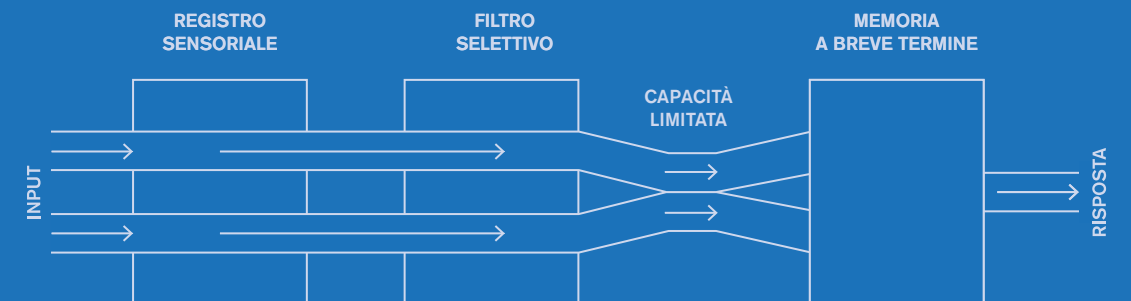 REGISTRO
SENSORIALE
FILTRO
SELETTIVO
MEMORIA
A BREVE TERMINE
CAPACITÀ
LIMITATA
INPUT
RISPOSTA